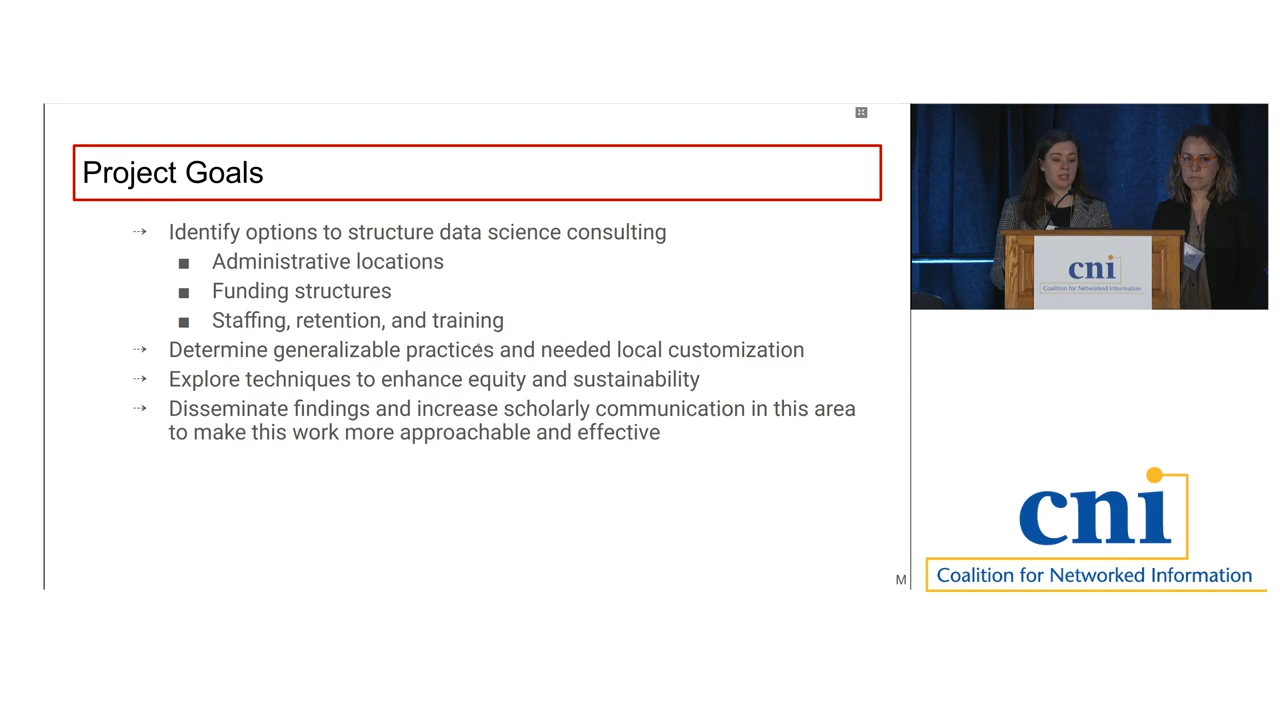 Project Goals
Identify options to structure data science consulting
Administrative locations
Funding structures
Staffing, retention, and training
Determine generalizable practices and needed local customization
Explore techniques to enhance equity and sustainability
Disseminate findings and increase scholarly communication in this area
to make this work more approachable and effective
M
cni
Coalition for Networked Information
cni
Coalition for Networked Information